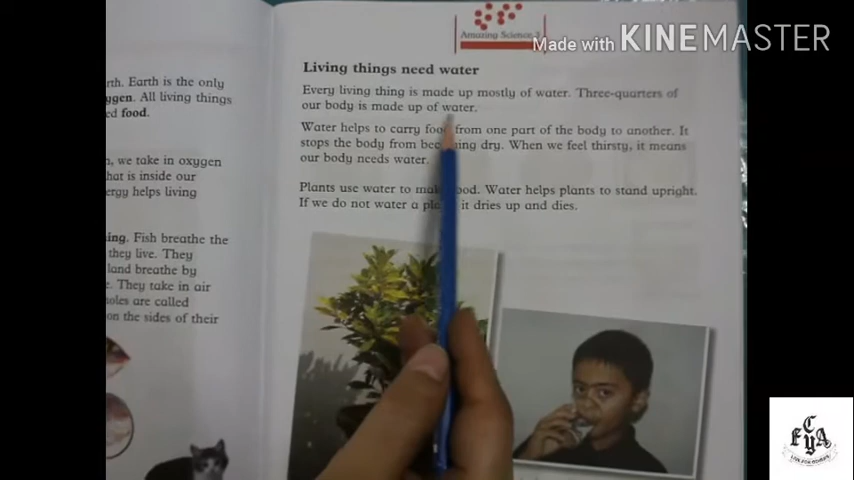 Made with KINEMASTER
Amazing Science 3
Living things need water
Every living thing is made up mostly of water. Three-quarters of
our body is made up of water.
Water helps to carry food from one part of the body to another. It
stops the body from becoming dry. When we feel thirsty, it means
our body needs water.
Plants use water to make food. Water helps plants to stand upright.
If we do not water a plant it dries up and dies.
rth. Earth is the only
ygen. All living things
ed food.
n, we take in oxygen
hat is inside our
ergy helps living
ing. Fish breathe the
they live. They
land breathe by
e. They take in air
holes are called
on the sides of their